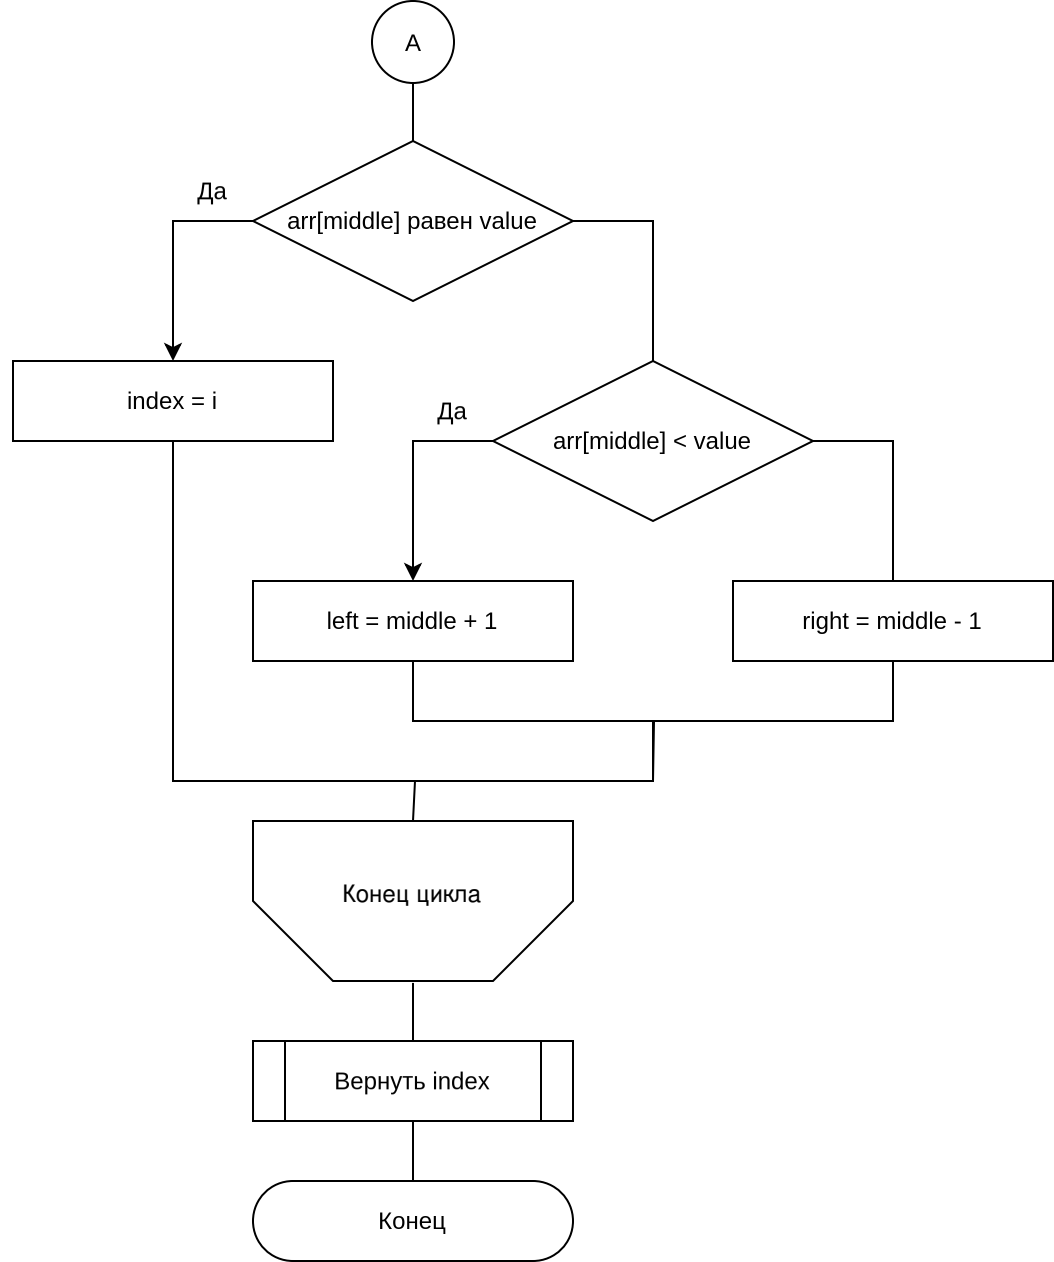 A
Да
arr[middle] равен value
index = i
Да
arr[middle] < value
left = middle + 1
right = middle - 1
Конец цикла
Вернуть index
Конец